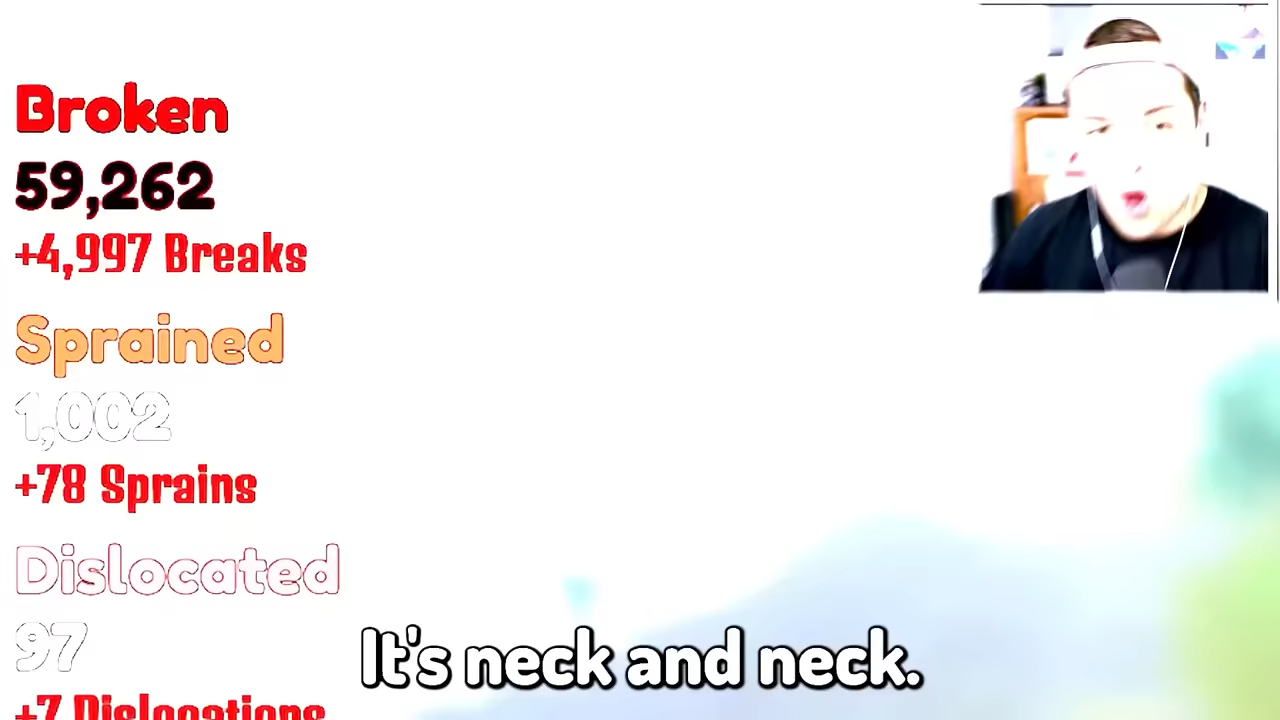 Broken
59,262
+4,997 Breaks
Sprained
1,002
+78 Sprains
Dislocated
97
+7 Dislocations
It's neck and neck.